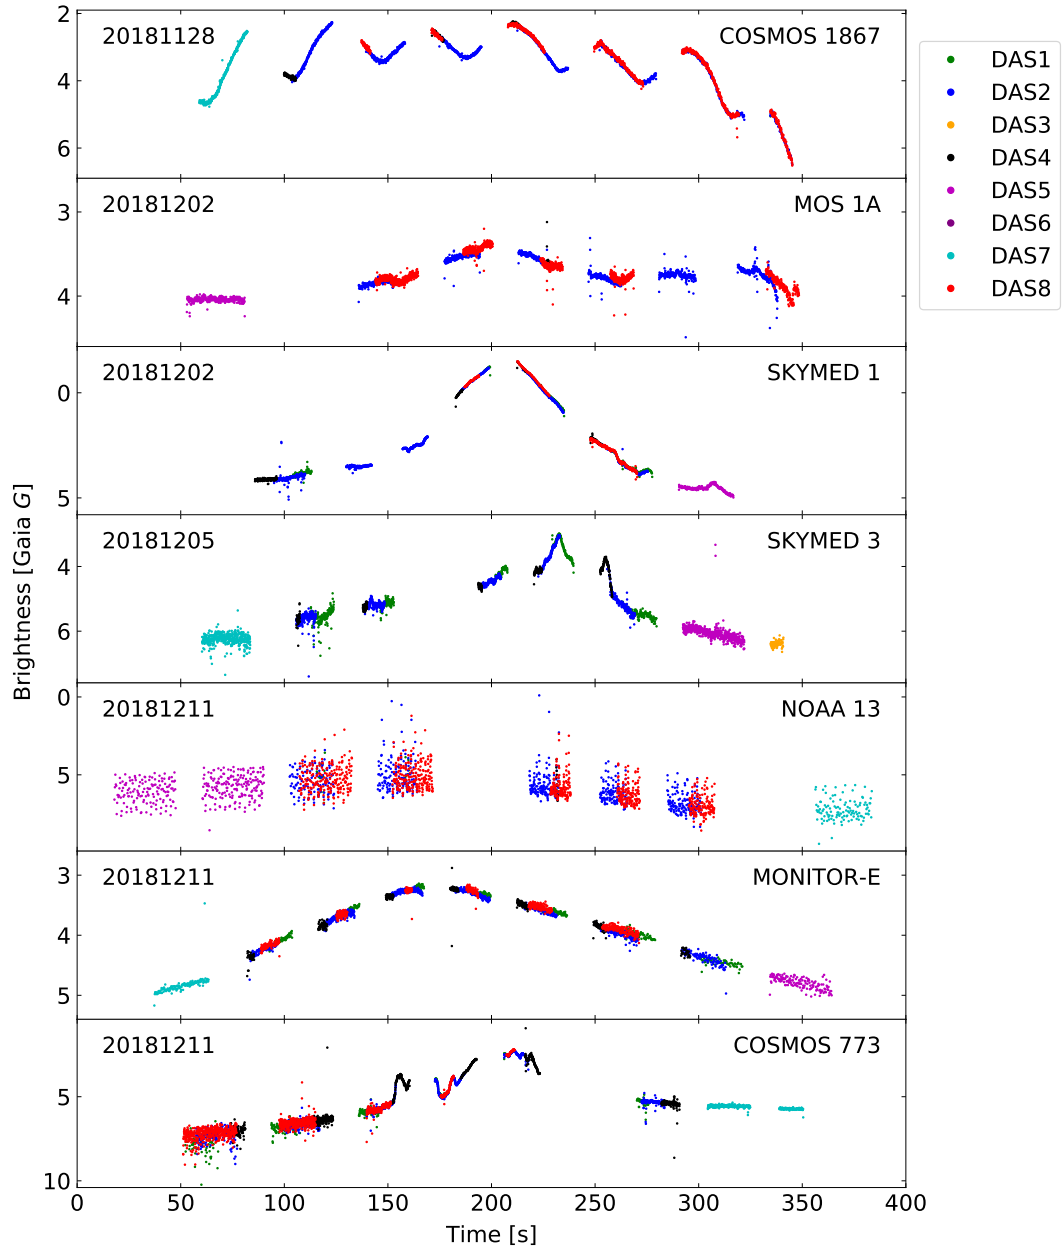 2
4
6
20181128
COSMOS 1867
DAS1
DAS2
DAS3
DAS4
DAS5
DAS6
DAS7
DAS8
3
4
20181202
MOS 1A
0
5
20181202
SKYMED 1
4
6
20181205
SKYMED 3
Brightness [Gaia G]
0
5
20181211
NOAA 13
3
4
5
20181211
MONITOR-E
5
10
20181211
COSMOS 773
0 50 100 150 200 250 300 350 400
Time [s]